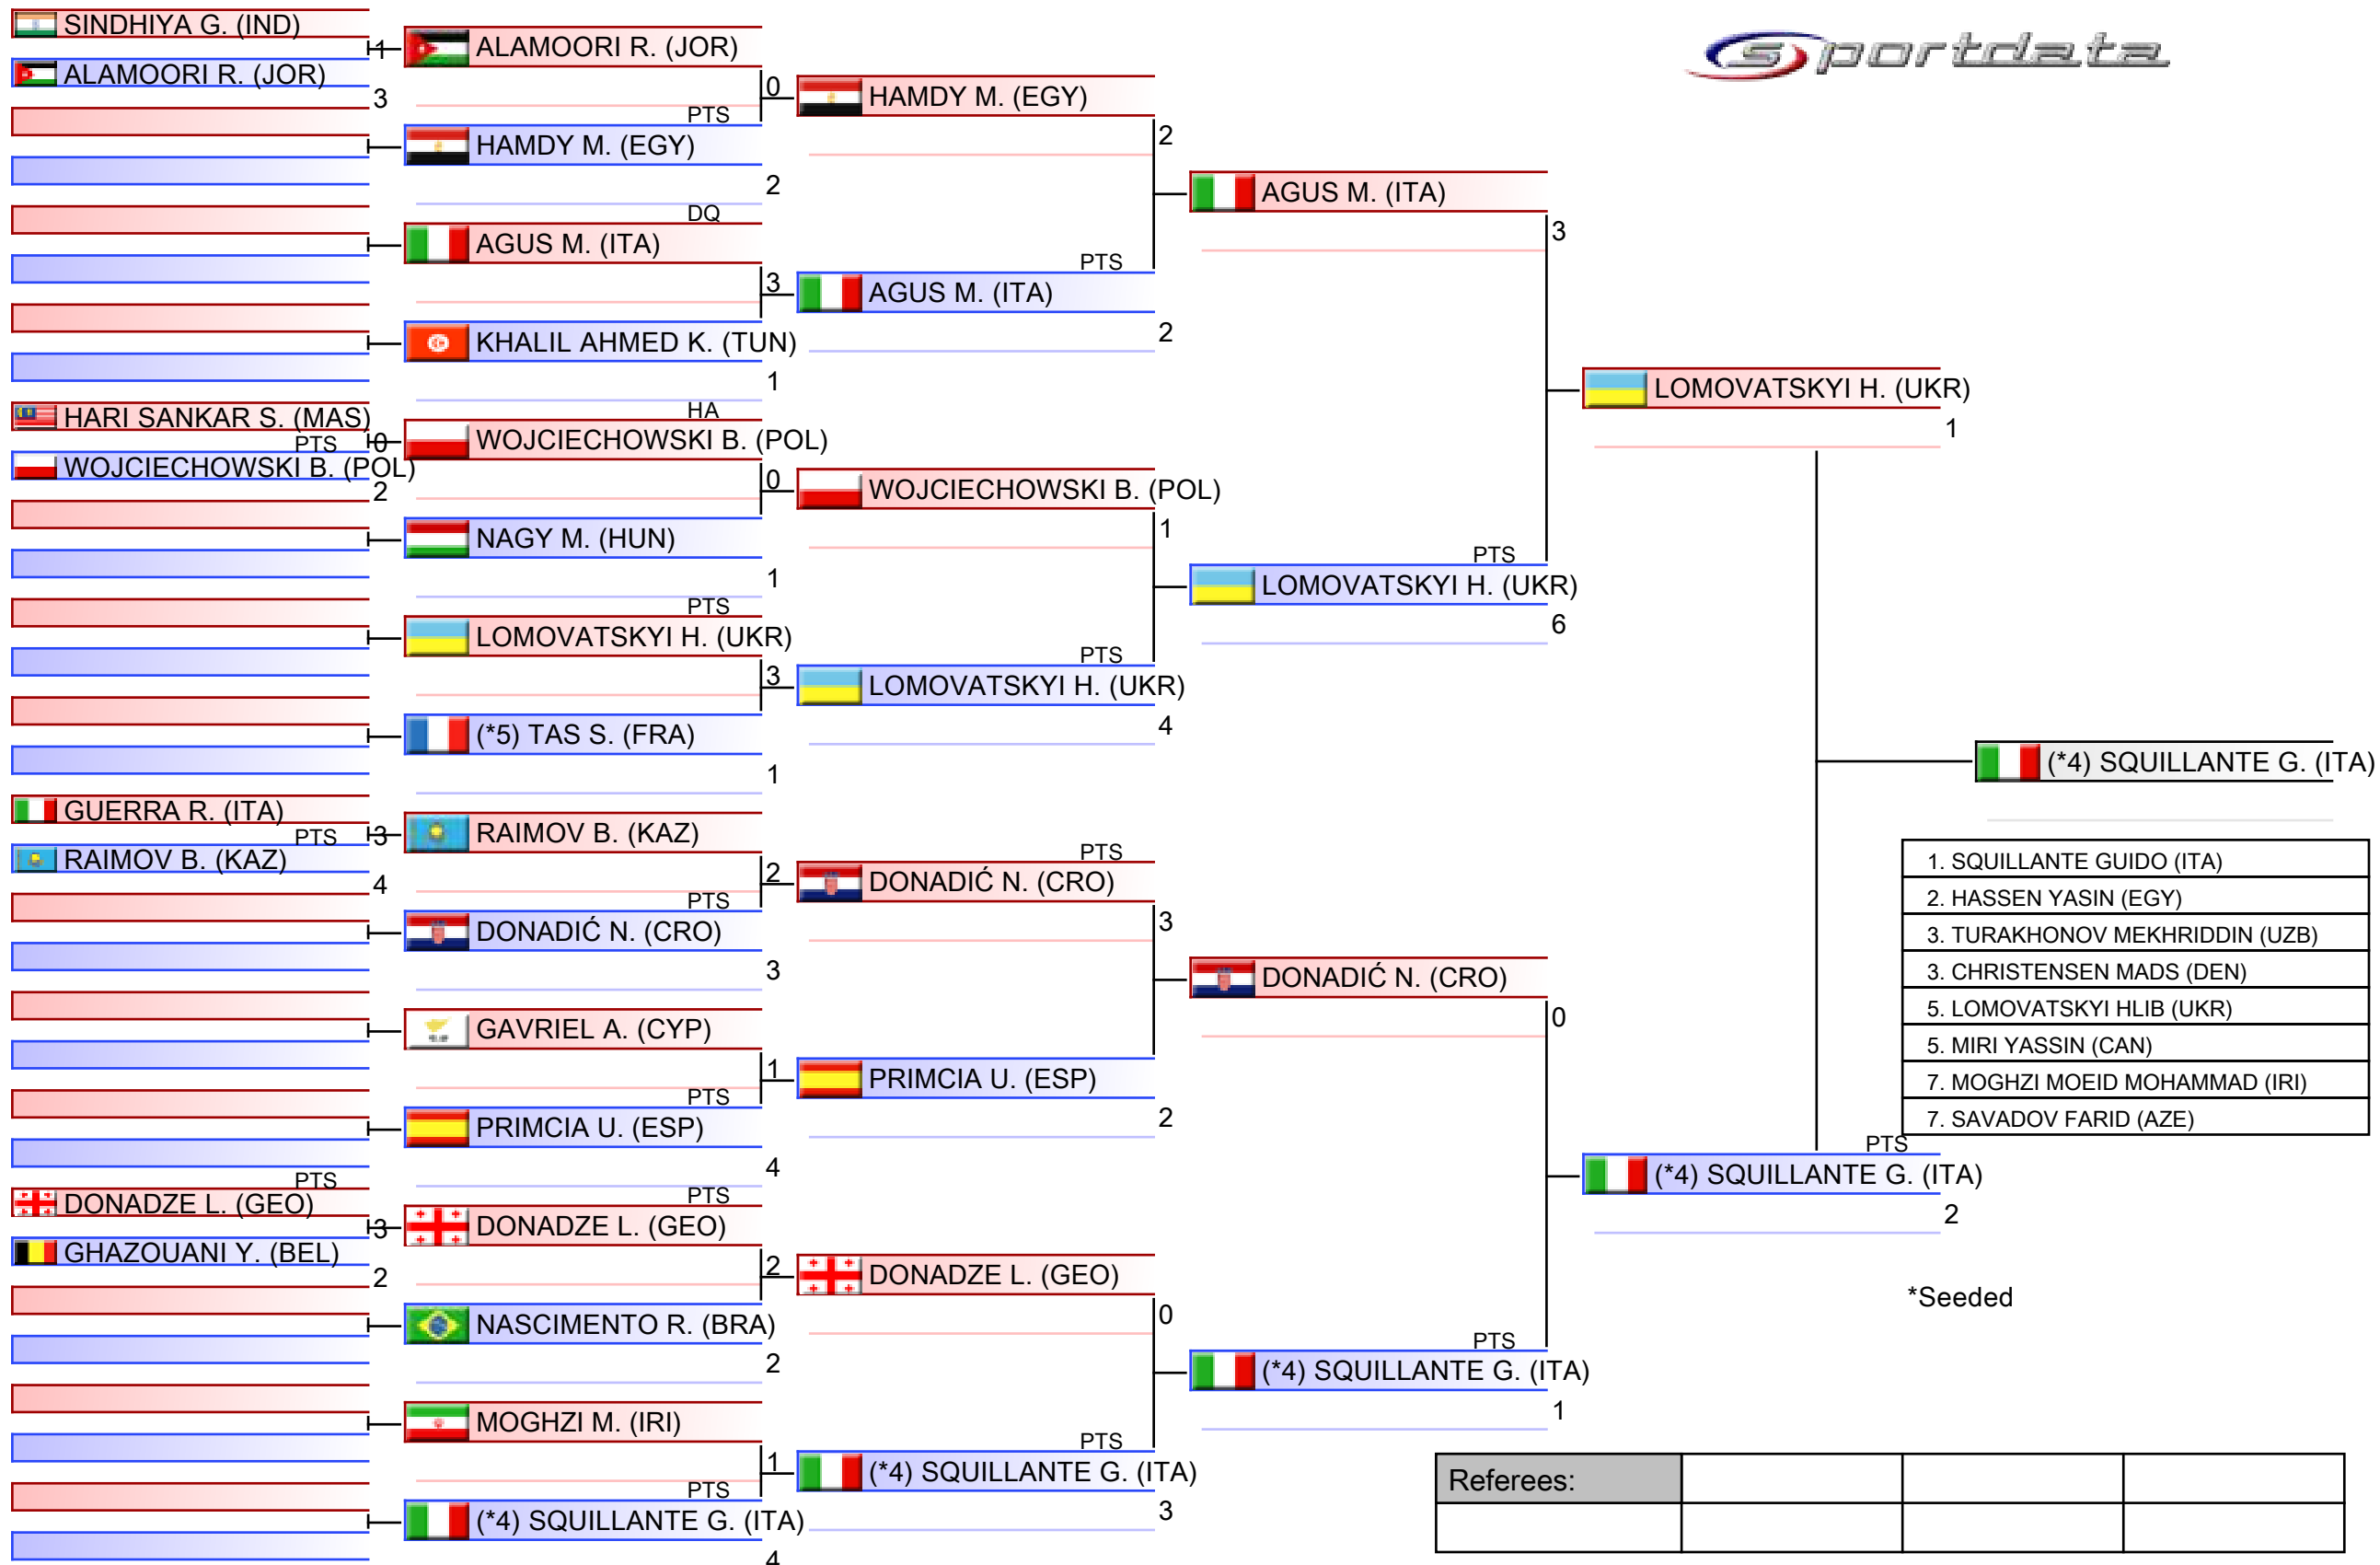 SINDHIYA G. (IND)
1
ALAMOORI R. (JOR)
3
HARI SANKAR S. (MAS)
PTS
0
WOJCIECHOWSKI B. (POL)
2
GUERRA R. (ITA)
PTS
3
RAIMOV B. (KAZ)
4
PTS
DONADZE L. (GEO)
3
GHAZOUANI Y. (BEL)
2
ALAMOORI R. (JOR)
0
PTS
HAMDY M. (EGY)
2
DQ
AGUS M. (ITA)
3
KHALIL AHMED K. (TUN)
1
HA
WOJCIECHOWSKI B. (POL)
0
NAGY M. (HUN)
1
PTS
LOMOVATSKYI H. (UKR)
3
(*5) TAS S. (FRA)
1
RAIMOV B. (KAZ)
2
PTS
DONADIĆ N. (CRO)
3
GAVRIEL A. (CYP)
1
PTS
PRIMCIA U. (ESP)
4
PTS
DONADZE L. (GEO)
2
NASCIMENTO R. (BRA)
2
MOGHZI M. (IRI)
1
PTS
(*4) SQUILLANTE G. (ITA)
4
HAMDY M. (EGY)
2
PTS
AGUS M. (ITA)
2
WOJCIECHOWSKI B. (POL)
1
PTS
LOMOVATSKYI H. (UKR)
4
PTS
DONADIĆ N. (CRO)
3
PRIMCIA U. (ESP)
2
DONADZE L. (GEO)
0
PTS
(*4) SQUILLANTE G. (ITA)
3
AGUS M. (ITA)
3
PTS
LOMOVATSKYI H. (UKR)
6
DONADIĆ N. (CRO)
0
PTS
(*4) SQUILLANTE G. (ITA)
1
LOMOVATSKYI H. (UKR)
1
PTS
(*4) SQUILLANTE G. (ITA)
2
sportdata
(*4) SQUILLANTE G. (ITA)
1. SQUILLANTE GUIDO (ITA)
2. HASSEN YASIN (EGY)
3. TURAKHONOV MEKHRIDDIN (UZB)
3. CHRISTENSEN MADS (DEN)
5. LOMOVATSKYI HLIB (UKR)
5. MIRI YASSIN (CAN)
7. MOGHZI MOEID MOHAMMAD (IRI)
7. SAVADOV FARID (AZE)
*Seeded
Referees: